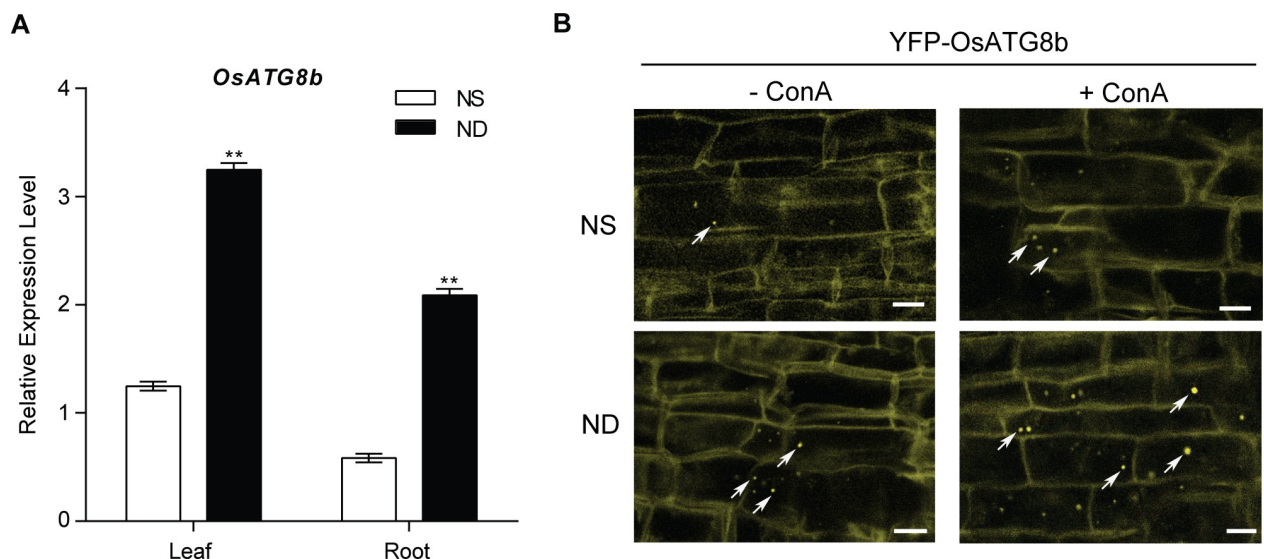 A
OsATG8b
NS
ND
Relative Expression Level
4
3
2
1
0
**
**
Leaf
Root
B
YFP-OsATG8b
- ConA
+ ConA
NS
ND